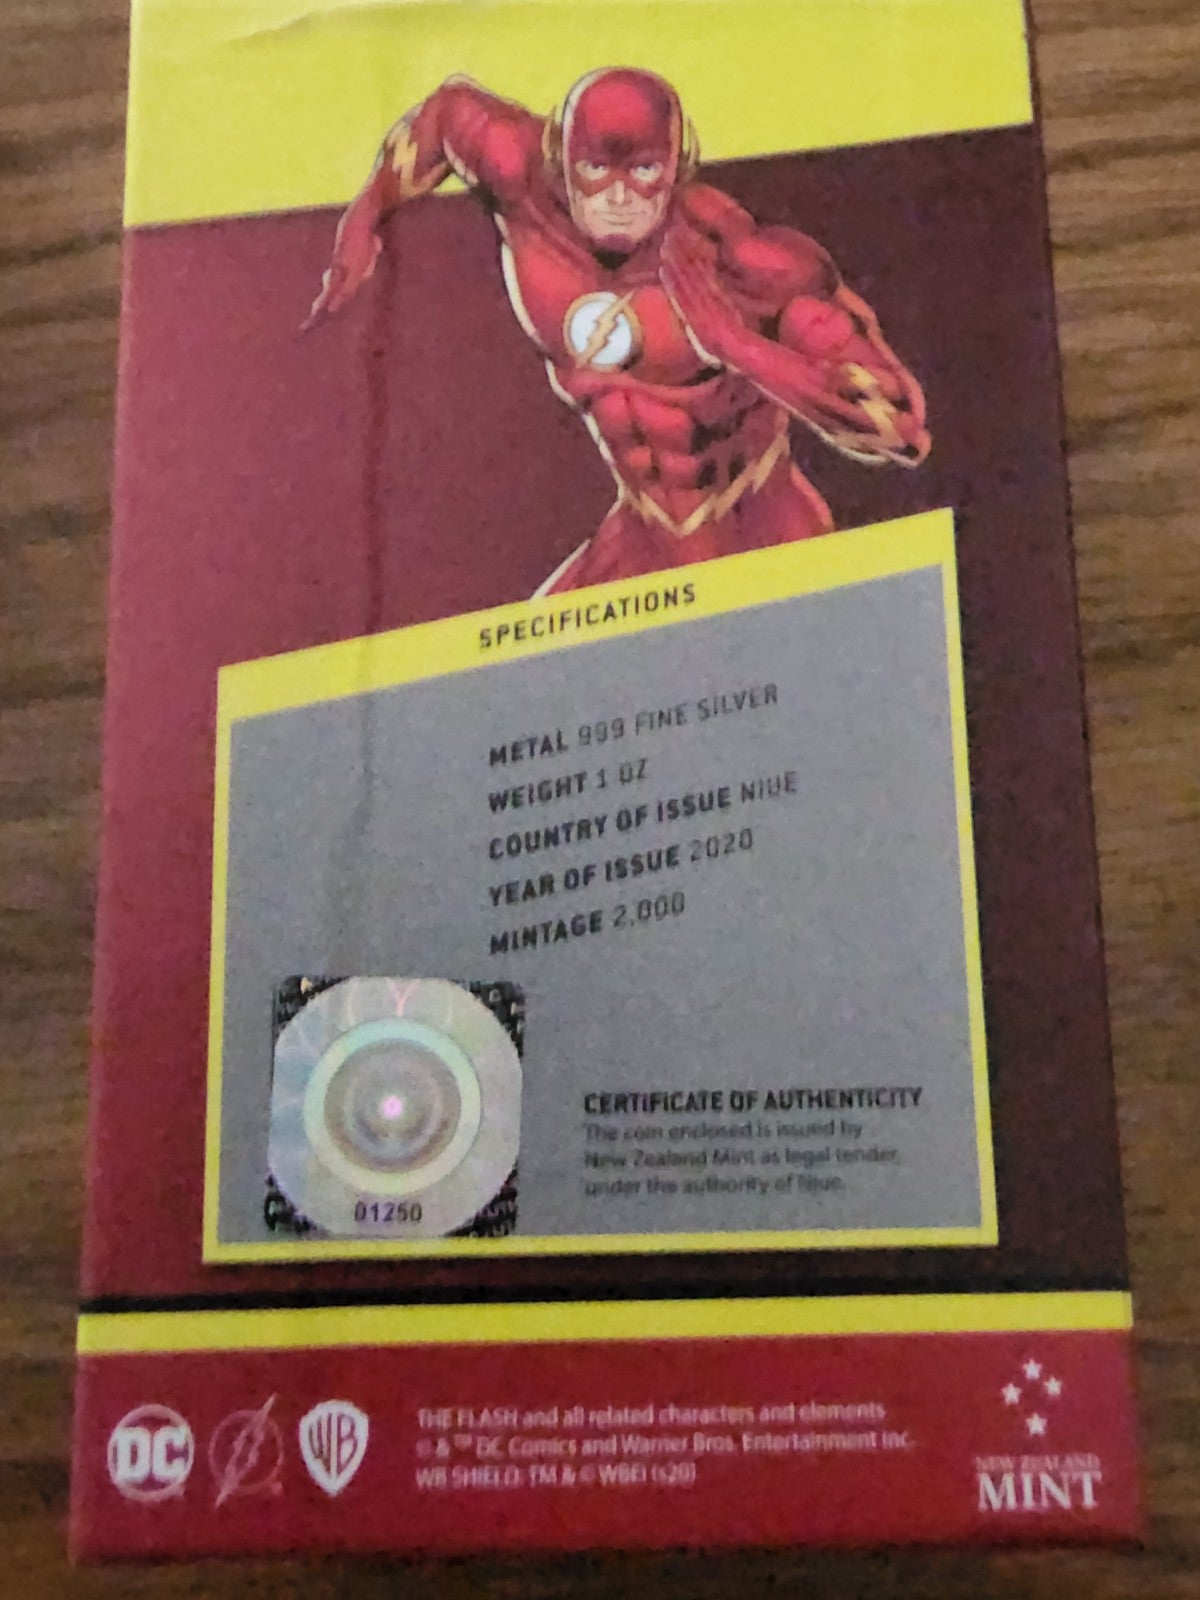 SPECIFICATIONS
METAL 999 FINE SILVER
WEIGHT 1 OZ
COUNTRY OF ISSUE NIUE
YEAR OF ISSUE 2020
MINTAGE 2,000
01250
CERTIFICATE OF AUTHENTICITY
The coin enclosed is issued by
New Zealand Mint as legal tender,
under the authority of Niue.
DC
WB
THE FLASH and all related characters and elements
© & ™ DC Comics and Warner Bros. Entertainment Inc.
WB SHIELD: TM & © WBEI (s20)
NEW ZEALAND
MINT